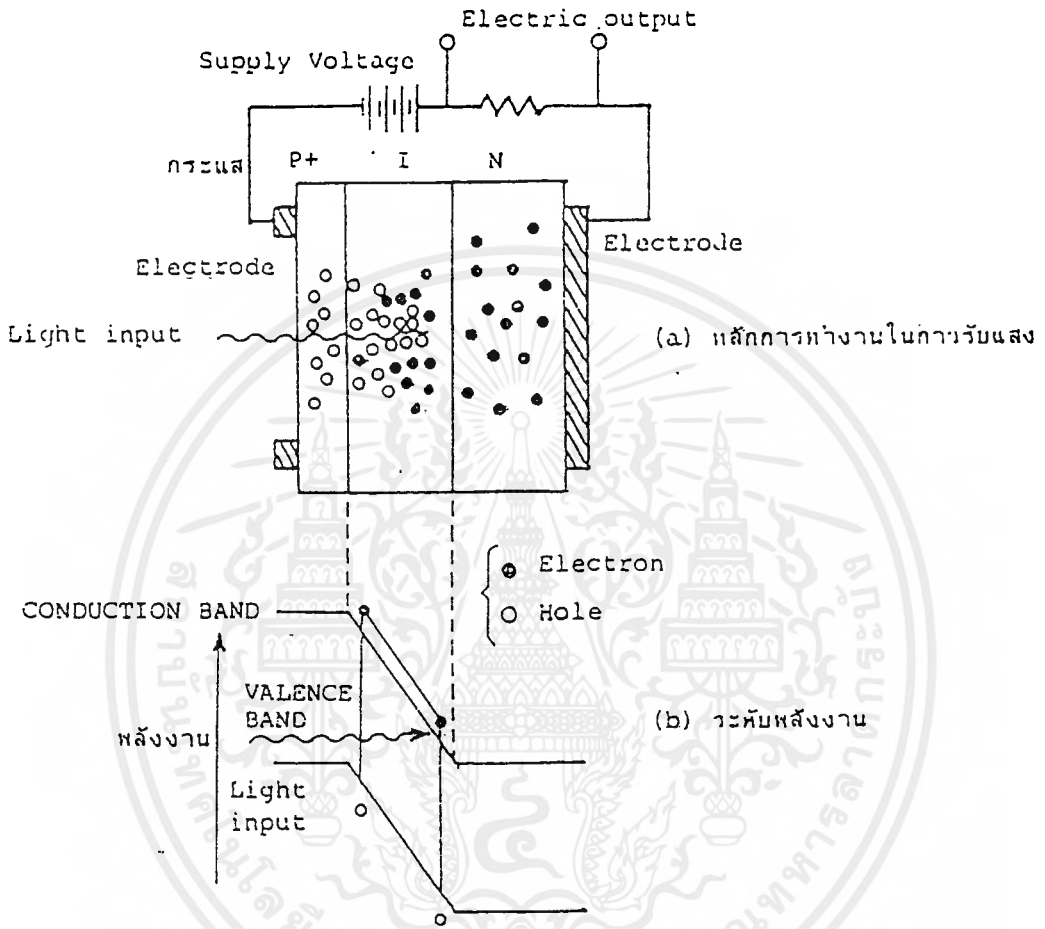 Electric output
Supply Voltage
กระแส
P+
I
N
Electrode
Electrode
Light input
(a) หลักการทำงานในการรับแสง
Electron
Hole
CONDUCTION BAND
VALENCE
BAND
พลังงาน
(b) ระดับพลังงาน
Light
input